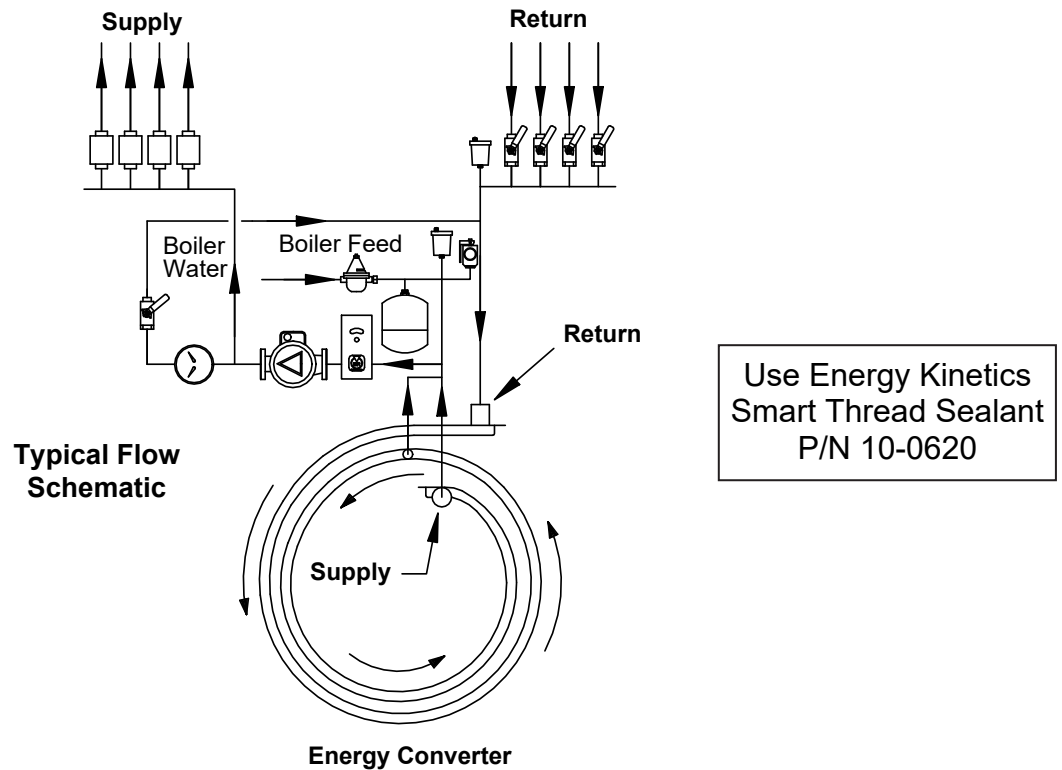 Supply
Return
Boiler
Water
Boiler Feed
Return
Use Energy Kinetics
Smart Thread Sealant
P/N 10-0620
Typical Flow
Schematic
Supply
Energy Converter